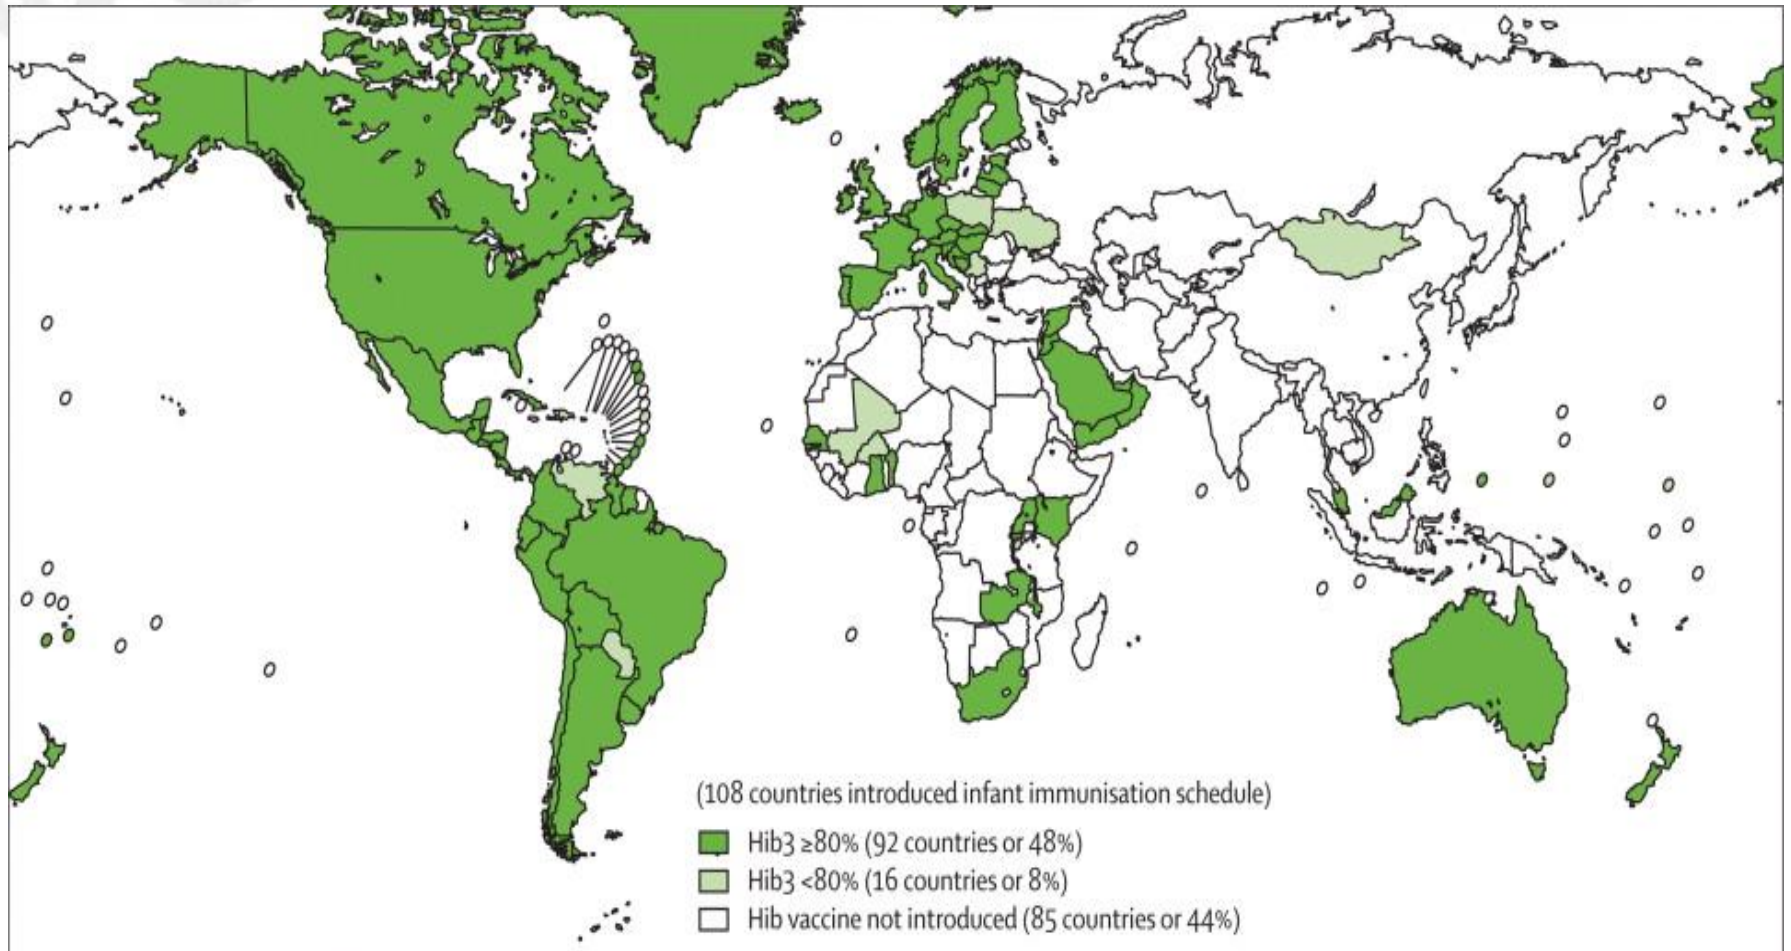 (108 countries introduced infant immunisation schedule)
Hib3 ≥80% (92 countries or 48%)
Hib3 <80% (16 countries or 8%)
Hib vaccine not introduced (85 countries or 44%)